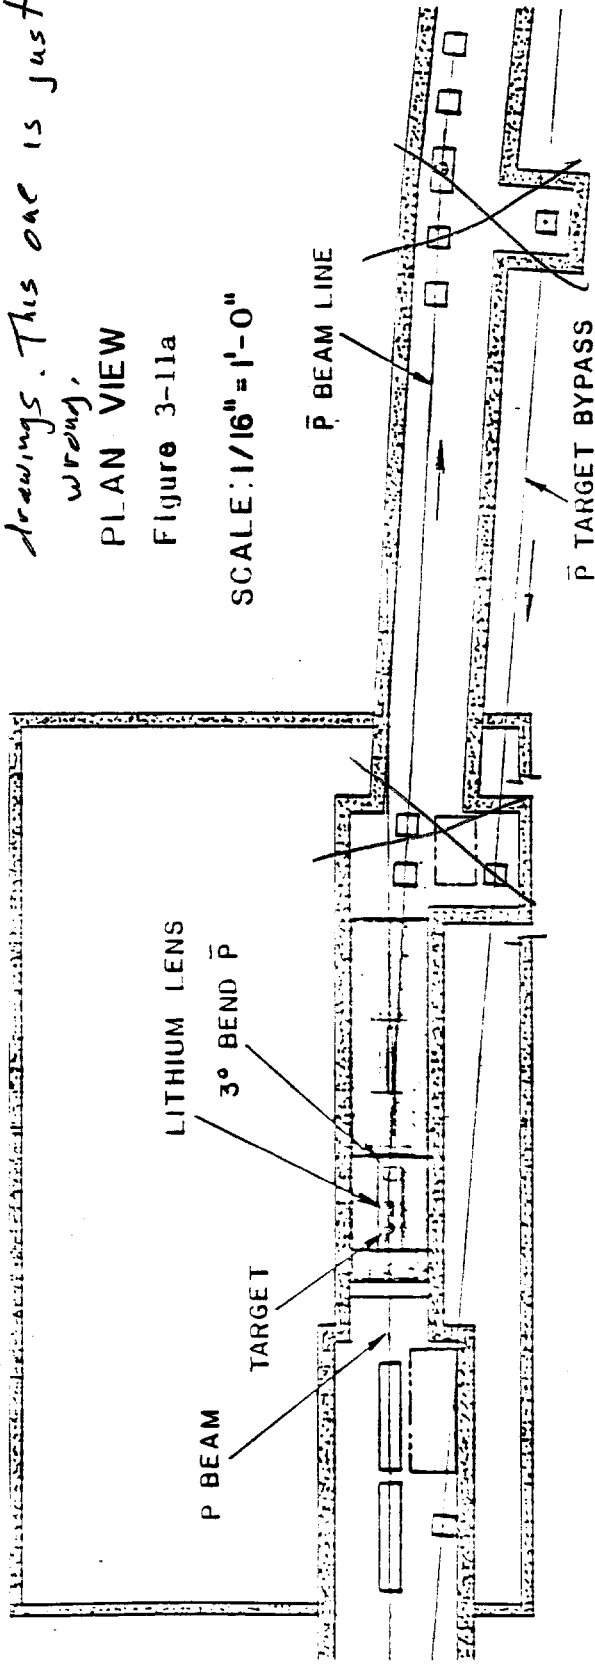 drawings. This one is just
wrong.
PLAN VIEW
Figure 3-11a
SCALE: 1/16" = 1'-0"
P̅ BEAM LINE
P̅ TARGET BYPASS
LITHIUM LENS
3° BEND P̅
TARGET
P BEAM